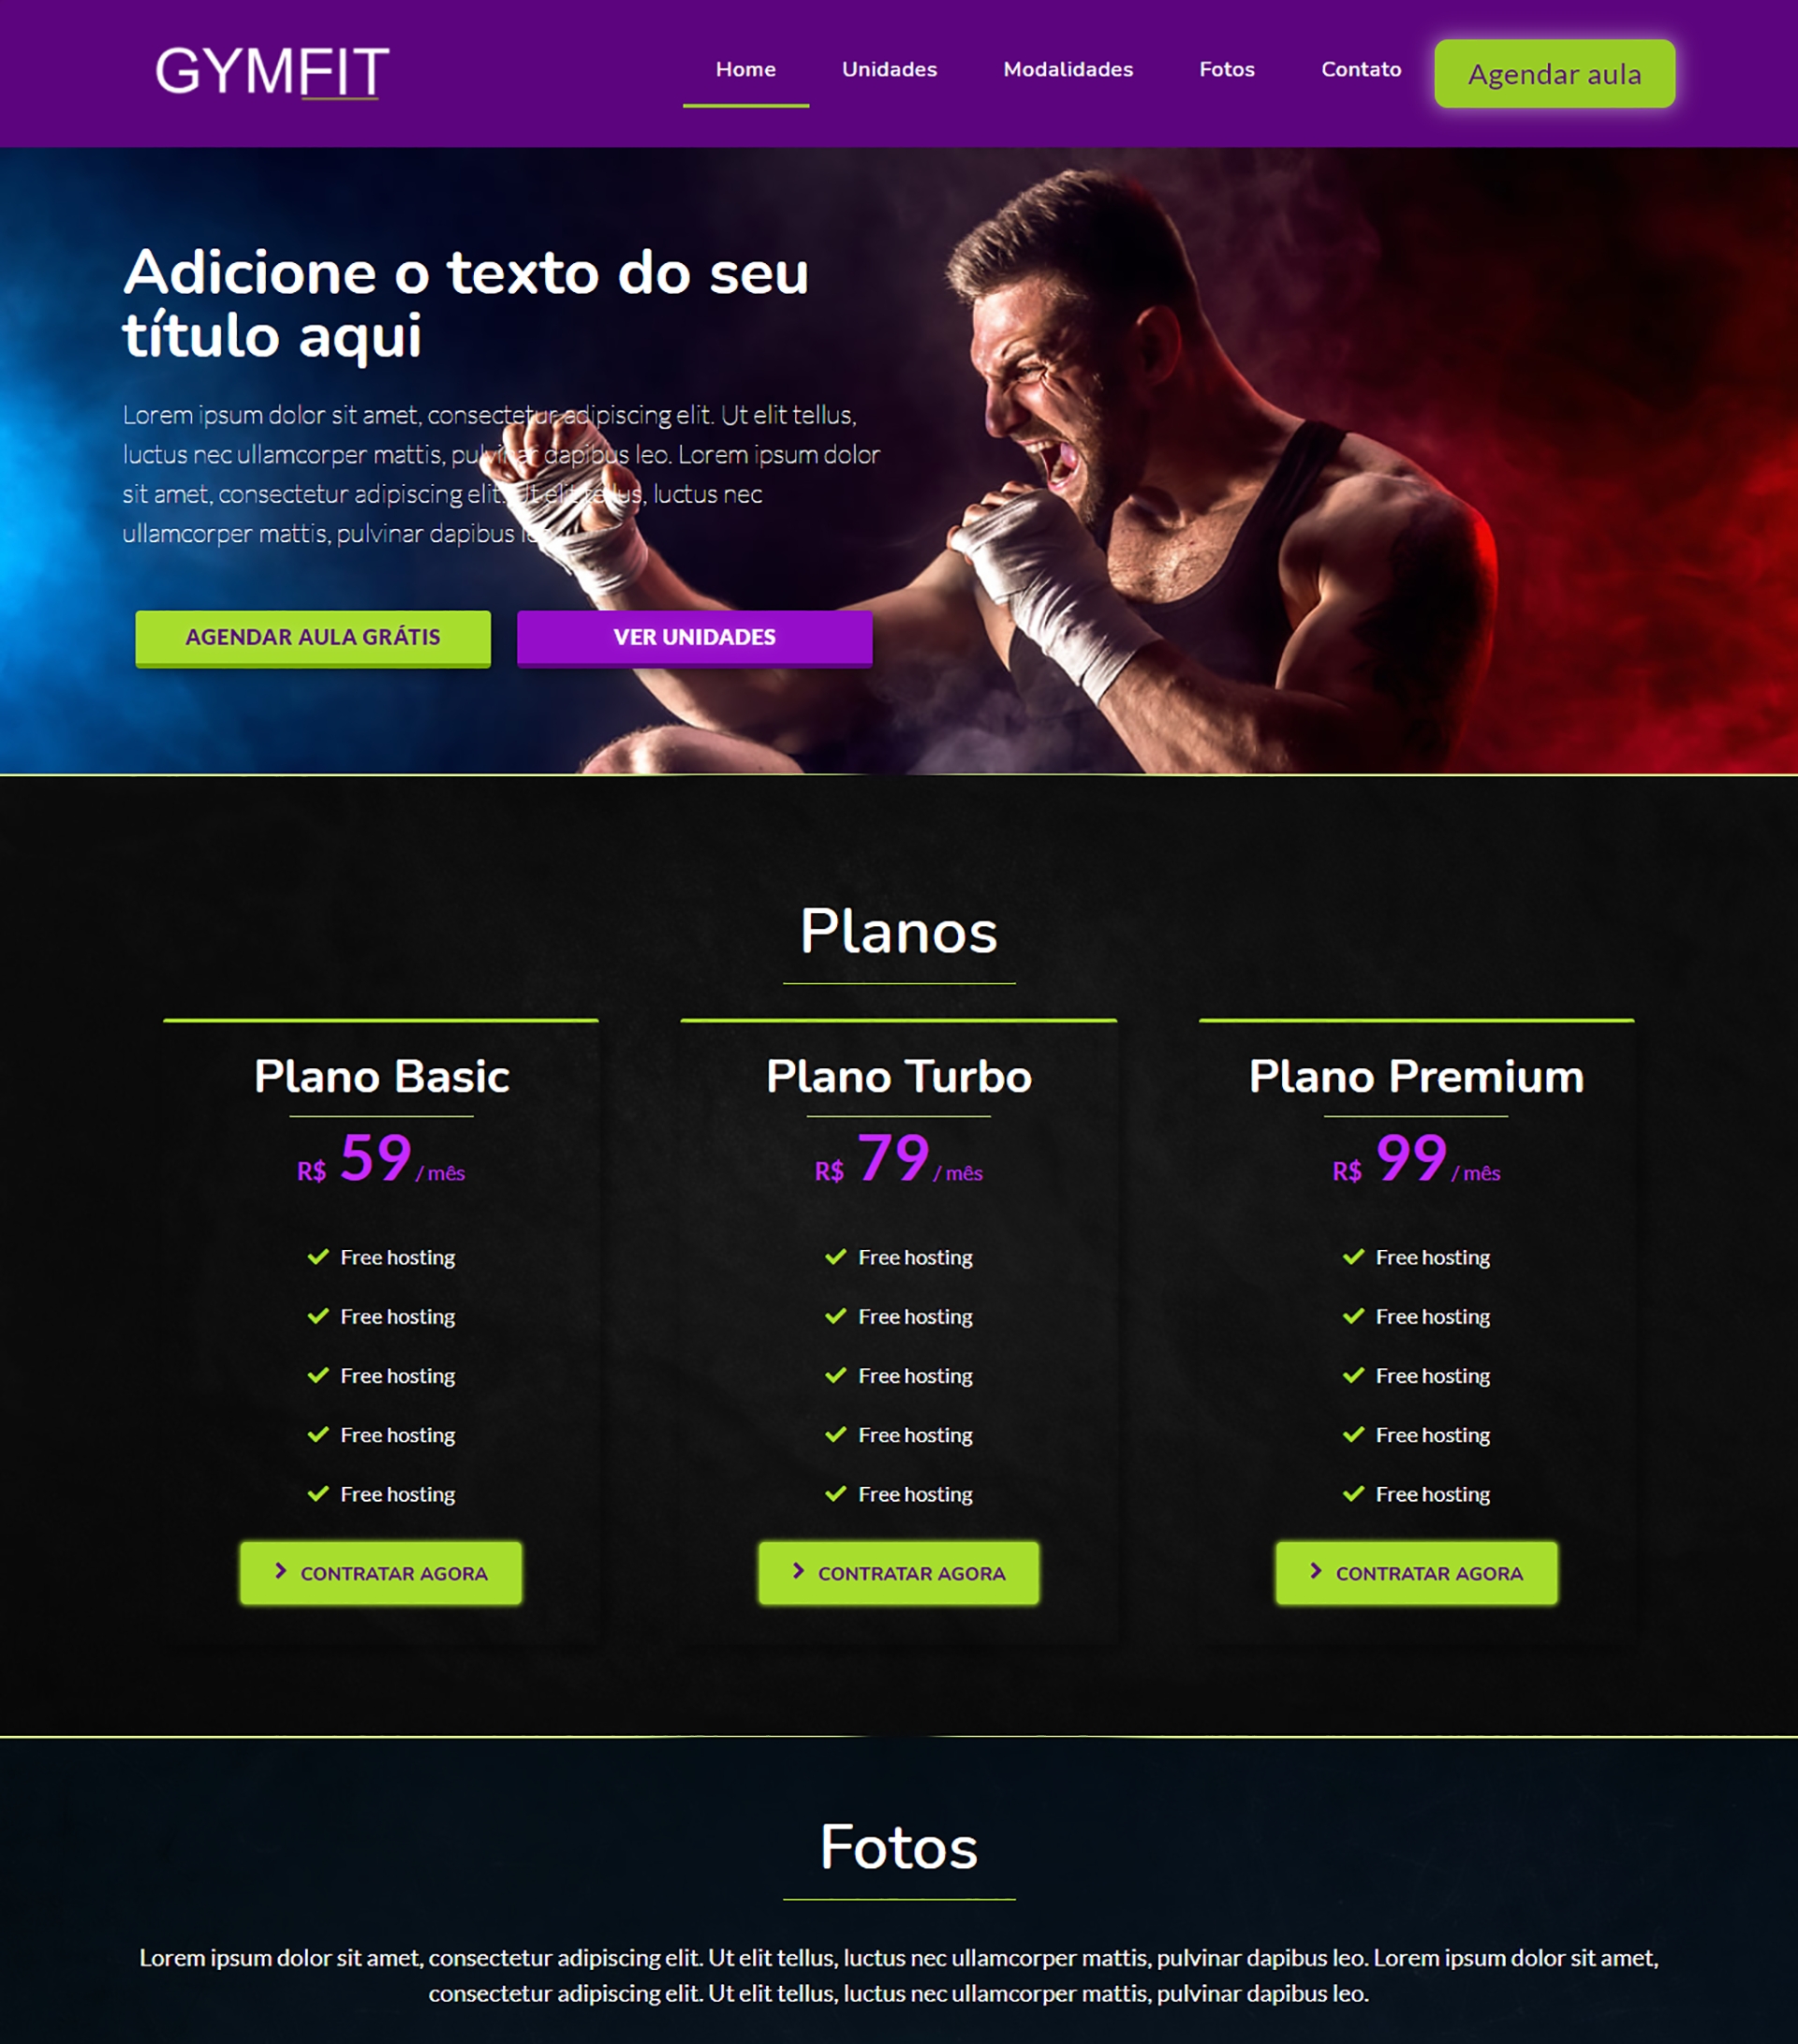 GYMFIT
Home Unidades Modalidades Fotos Contato Agendar aula
Adicione o texto do seu
título aqui
Lorem ipsum dolor sit amet, consectetur adipiscing elit. Ut elit tellus,
luctus nec ullamcorper mattis, pulvinar dapibus leo. Lorem ipsum dolor
sit amet, consectetur adipiscing elit. Ut elit tellus, luctus nec
ullamcorper mattis, pulvinar dapibus
AGENDAR AULA GRÁTIS VER UNIDADES
Planos
Plano Basic Plano Turbo Plano Premium
R$ 59 / mês R$ 79 / mês R$ 99 / mês
Free hosting Free hosting Free hosting
Free hosting Free hosting Free hosting
Free hosting Free hosting Free hosting
Free hosting Free hosting Free hosting
Free hosting Free hosting Free hosting
CONTRATAR AGORA CONTRATAR AGORA CONTRATAR AGORA
Fotos
Lorem ipsum dolor sit amet, consectetur adipiscing elit. Ut elit tellus, luctus nec ullamcorper mattis, pulvinar dapibus leo. Lorem ipsum dolor sit amet,
consectetur adipiscing elit. Ut elit tellus, luctus nec ullamcorper mattis, pulvinar dapibus leo.